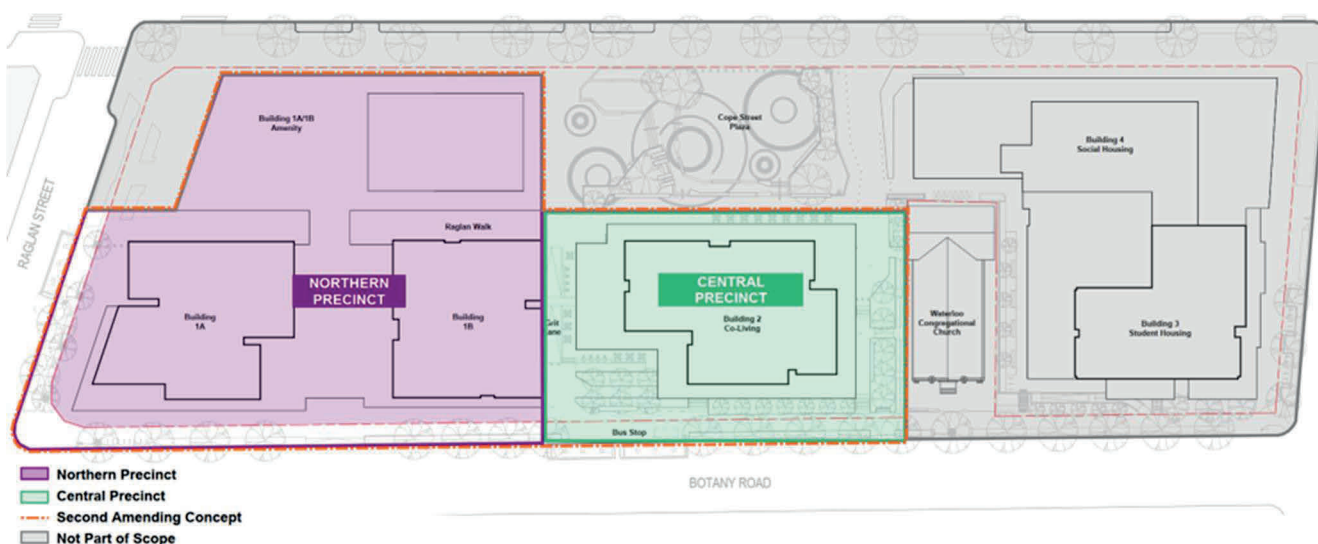 Building 1A/1B
Amenity
Cope Street
Plaza
Building 4
Social Housing
RAGLAN STREET
Raglan Walk
NORTHERN
PRECINCT
CENTRAL
PRECINCT
Building
1A
Building
1B
Grit
Lane
Building 2
Co-Living
Waterloo
Congregational
Church
Building 3
Student Housing
Bus Stop
BOTANY ROAD
Northern Precinct
Central Precinct
Second Amending Concept
Not Part of Scope